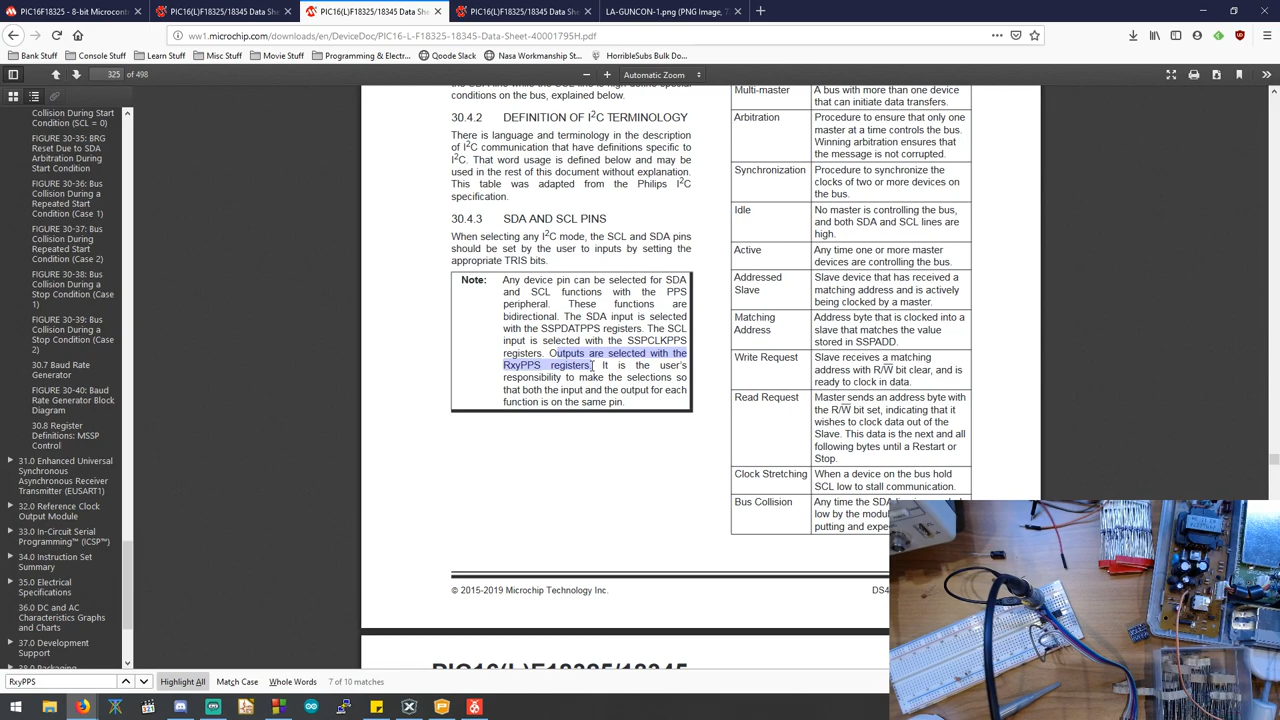 PIC16F18325 - 8-bit Microcont
PIC16(L)F18325/18345 Data She
PIC16(L)F18325/18345 Data She
PIC16(L)F18325/18345 Data She
LA-GUNCON-1.png (PNG Image, 7
ww1.microchip.com/downloads/en/DeviceDoc/PIC16-L-F18325-18345-Data-Sheet-40001795H.pdf
Bank Stuff
Console Stuff
Learn Stuff
Misc Stuff
Movie Stuff
Programming & Electri...
Qoode Slack
Nasa Workmanship St...
HorribleSubs Bulk Do...
325
of 498
Automatic Zoom
Collision During Start
Condition (SCL = 0)
FIGURE 30-35: BRG
Reset Due to SDA
Arbitration During
Start Condition
FIGURE 30-36: Bus
Collision During a
Repeated Start
Condition (Case 1)
FIGURE 30-37: Bus
Collision During
Repeated Start
Condition (Case 2)
FIGURE 30-38: Bus
Collision During a
Stop Condition (Case
1)
FIGURE 30-39: Bus
Collision During a
Stop Condition (Case
2)
30.7 Baud Rate
Generator
FIGURE 30-40: Baud
Rate Generator Block
Diagram
30.8 Register
Definitions: MSSP
Control
31.0 Enhanced Universal
Synchronous
Asynchronous Receiver
Transmitter (EUSART1)
32.0 Reference Clock
Output Module
33.0 In-Circuit Serial
Programming™ (ICSP™)
34.0 Instruction Set
Summary
35.0 Electrical
Specifications
36.0 DC and AC
Characteristics Graphs
and Charts
37.0 Development
Support
38.0 Packaging
the SDA Pins while the SCL line is high define special
conditions on the bus, explained below.
30.4.2 DEFINITION OF I2C TERMINOLOGY
There is language and terminology in the description
of I2C communication that have definitions specific to
I2C. That word usage is defined below and may be
used in the rest of this document without explanation.
This table was adapted from the Philips I2C
specification.
30.4.3 SDA AND SCL PINS
When selecting any I2C mode, the SCL and SDA pins
should be set by the user to inputs by setting the
appropriate TRIS bits.
Note: Any device pin can be selected for SDA
and SCL functions with the PPS
peripheral. These functions are
bidirectional. The SDA input is selected
with the SSPDATPPS registers. The SCL
input is selected with the SSPCLKPPS
registers. Outputs are selected with the
RxyPPS registers. It is the user's
responsibility to make the selections so
that both the input and the output for each
function is on the same pin.
Multi-master A bus with more than one device
that can initiate data transfers.
Arbitration Procedure to ensure that only one
master at a time controls the bus.
Winning arbitration ensures that
the message is not corrupted.
Synchronization Procedure to synchronize the
clocks of two or more devices on
the bus.
Idle No master is controlling the bus,
and both SDA and SCL lines are
high.
Active Any time one or more master
devices are controlling the bus.
Addressed Slave device that has received a
Slave matching address and is actively
being clocked by a master.
Matching Address byte that is clocked into a
Address slave that matches the value
stored in SSPADD.
Write Request Slave receives a matching
address with R/W bit clear, and is
ready to clock in data.
Read Request Master sends an address byte with
the R/W bit set, indicating that it
wishes to clock data out of the
Slave. This data is the next and all
following bytes until a Restart or
Stop.
Clock Stretching When a device on the bus hold
SCL low to stall communication.
Bus Collision Any time the SDA
low by the modul
putting and expe
© 2015-2019 Microchip Technology Inc.
DS4
PIC16(L)F18325/18345
RxyPPS
Highlight All
Match Case
Whole Words
7 of 10 matches